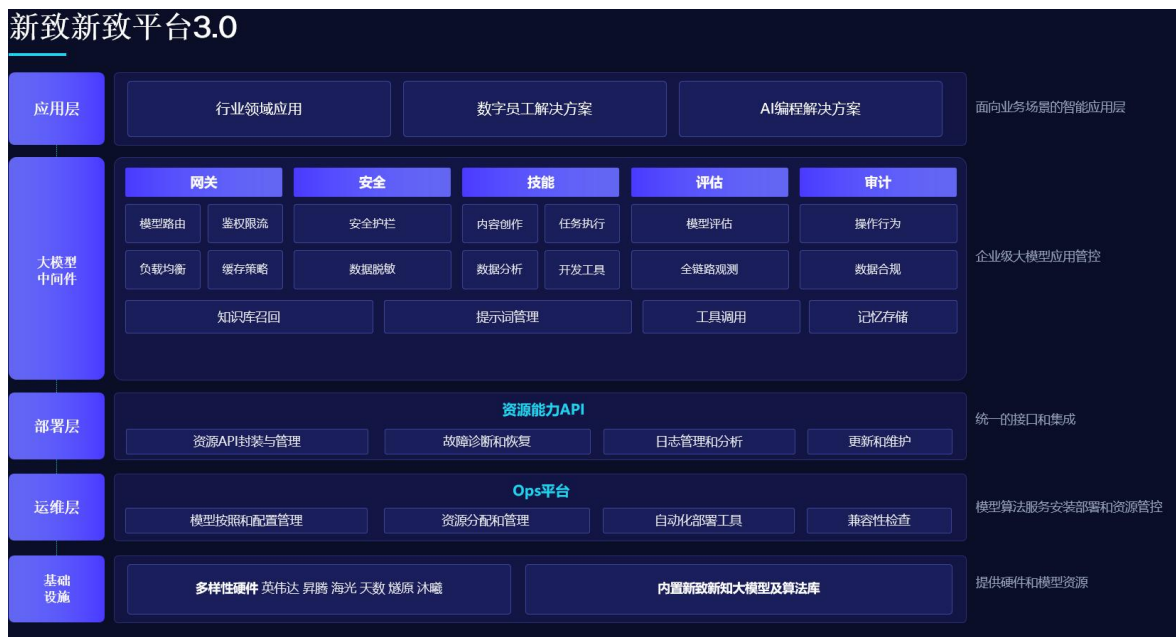 新致新致平台3.0
应用层
行业领域应用
数字员工解决方案
AI编程解决方案
面向业务场景的智能应用层
大模型
中间件
网关
安全
技能
评估
审计
模型路由
鉴权限流
安全护栏
内容创作
任务执行
模型评估
操作行为
负载均衡
缓存策略
数据脱敏
数据分析
开发工具
全链路观测
数据合规
知识库召回
提示词管理
工具调用
记忆存储
企业级大模型应用管控
部署层
资源能力API
资源API封装与管理
故障诊断和恢复
日志管理和分析
更新和维护
统一的接口和集成
运维层
Ops平台
模型按照和配置管理
资源分配和管理
自动化部署工具
兼容性检查
模型算法服务安装部署和资源管控
基础
设施
多样性硬件 英伟达 昇腾 海光 天数 燧原 沐曦
内置新致新知大模型及算法库
提供硬件和模型资源